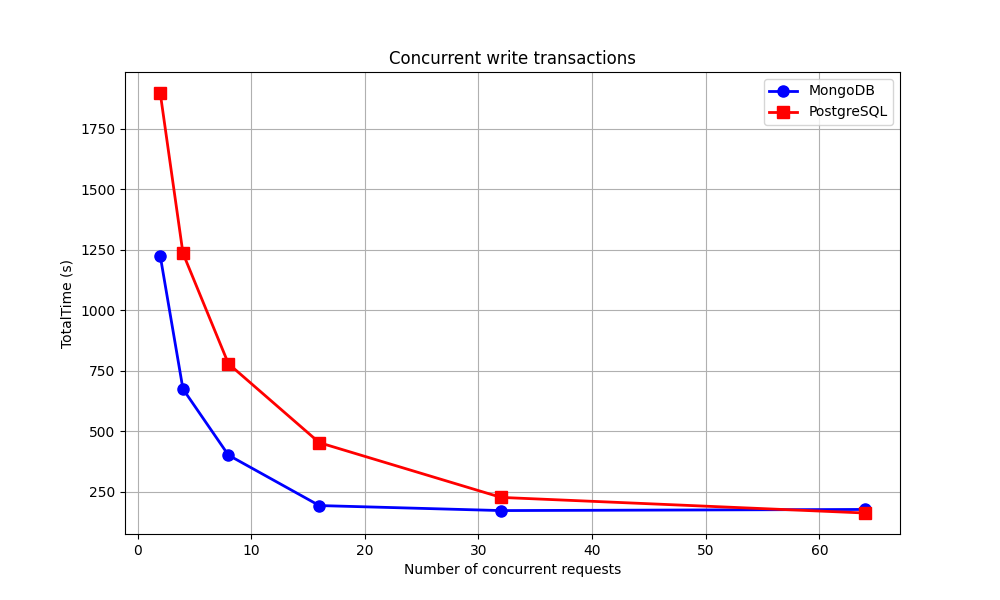 Concurrent write transactions
MongoDB
PostgreSQL
TotalTime (s)
1750
1500
1250
1000
750
500
250
0 10 20 30 40 50 60
Number of concurrent requests